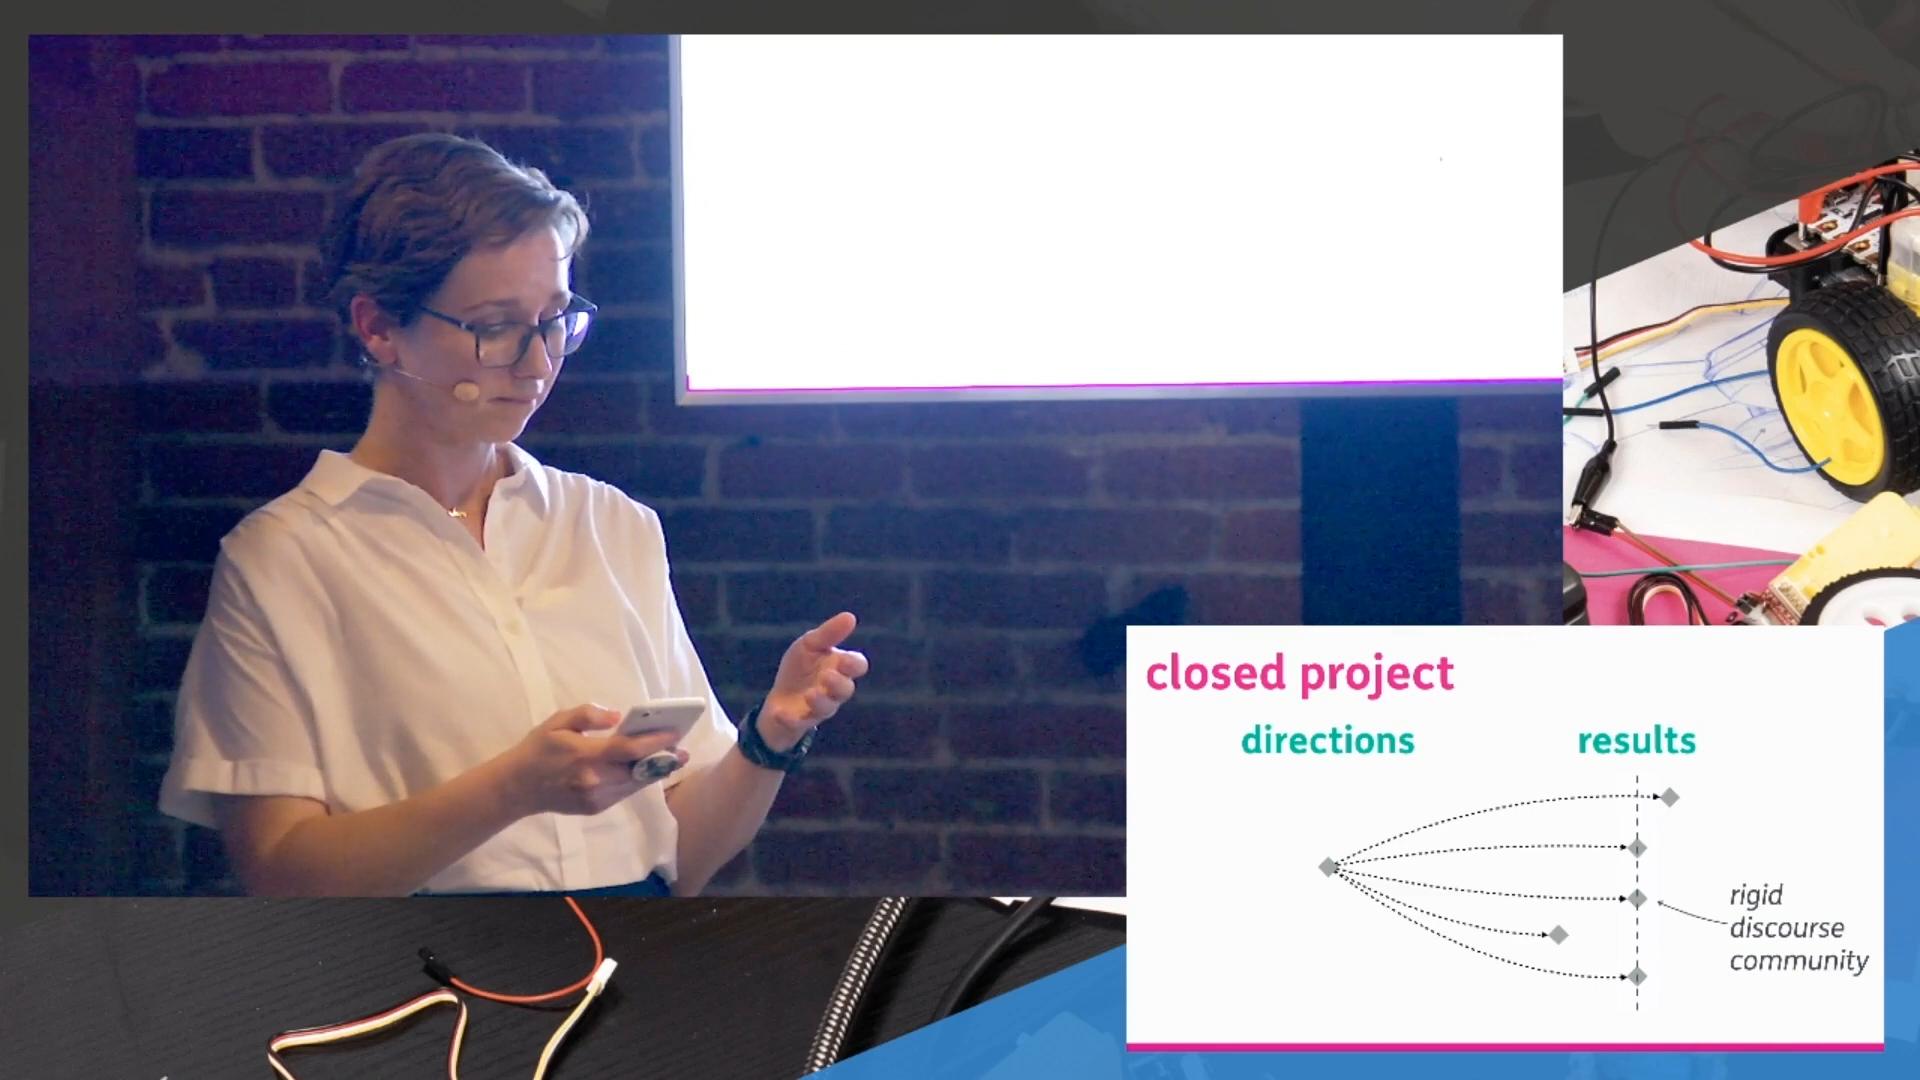 closed project
directions
results
rigid
discourse
community